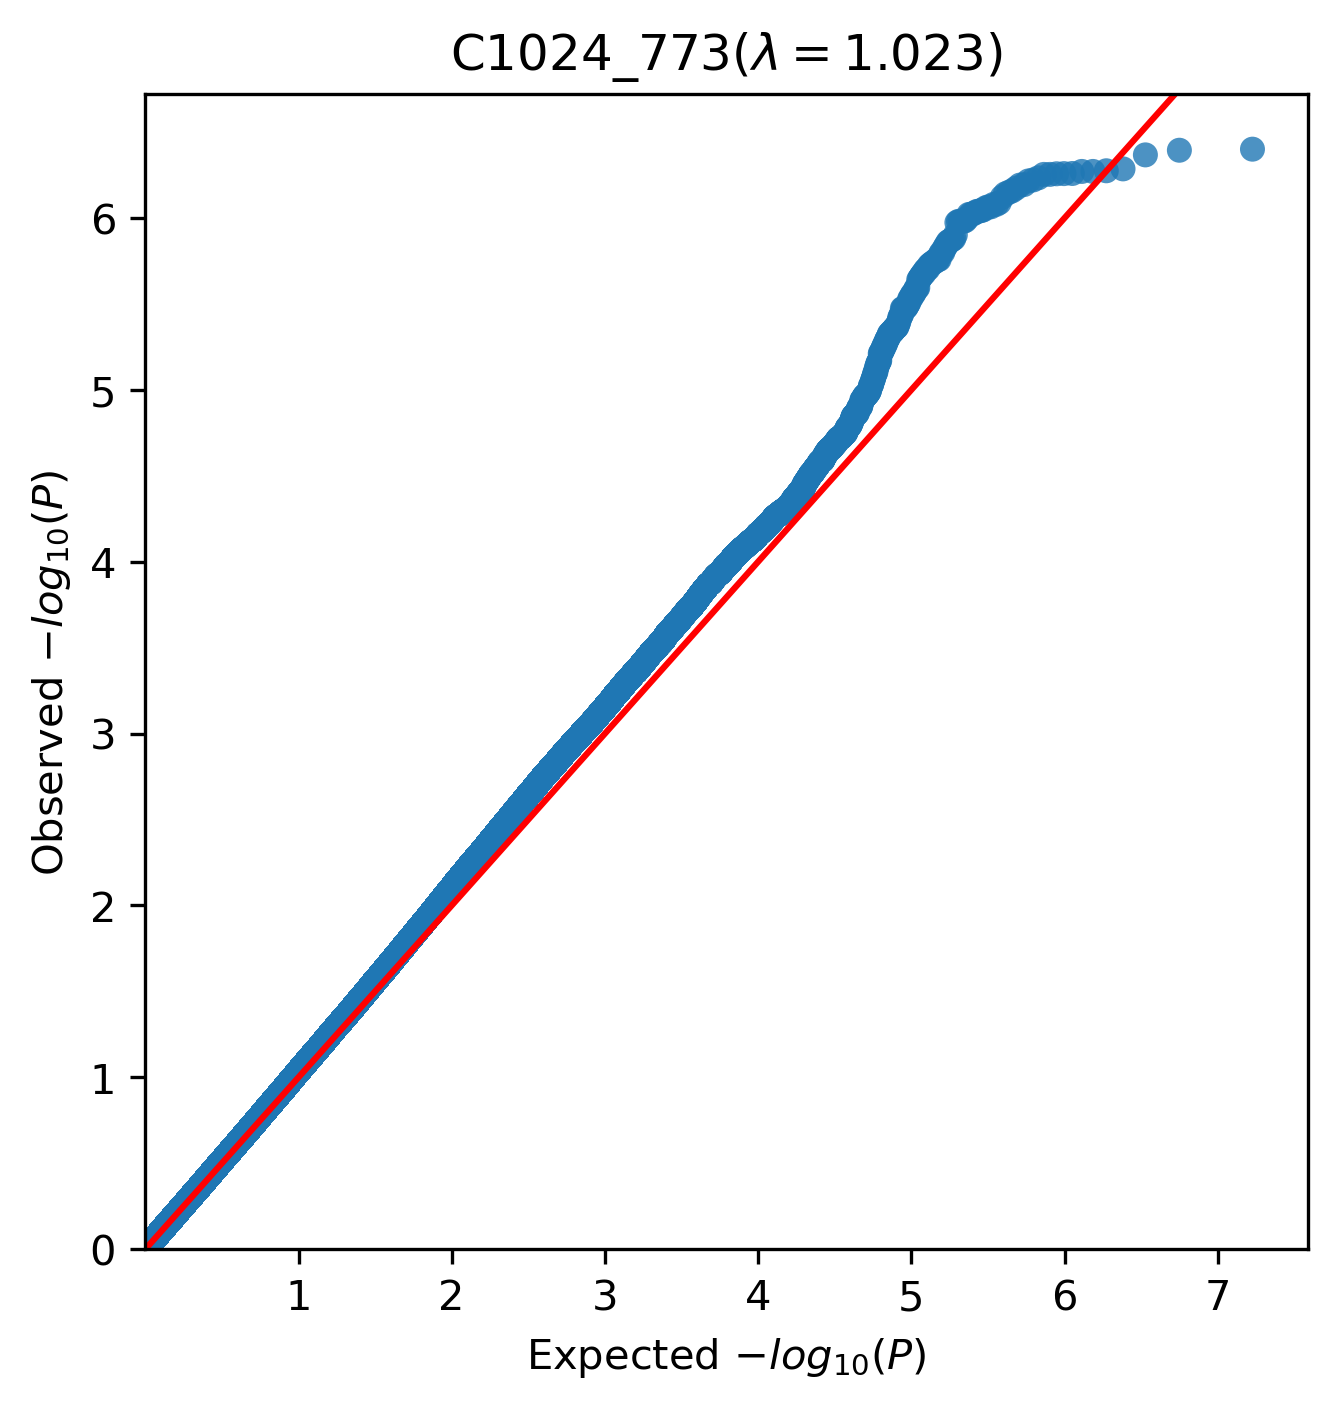 C1024_773(λ = 1.023)
6
5
4
3
2
1
0
Observed −log10(P)
1 2 3 4 5 6 7
Expected −log10(P)